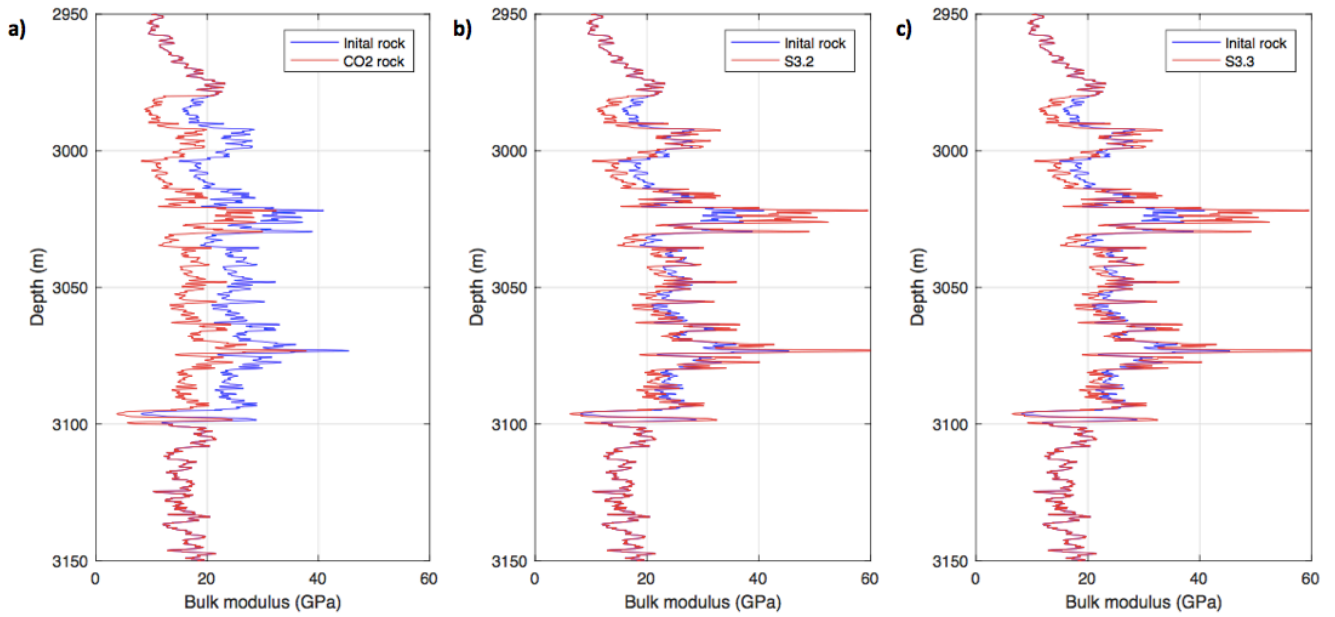 a)
2950
3000
3050
3100
3150
Depth (m)
0 20 40 60
Bulk modulus (GPa)
Inital rock
CO2 rock
b)
2950
3000
3050
3100
3150
Depth (m)
0 20 40 60
Bulk modulus (GPa)
Inital rock
S3.2
c)
2950
3000
3050
3100
3150
Depth (m)
0 20 40 60
Bulk modulus (GPa)
Inital rock
S3.3